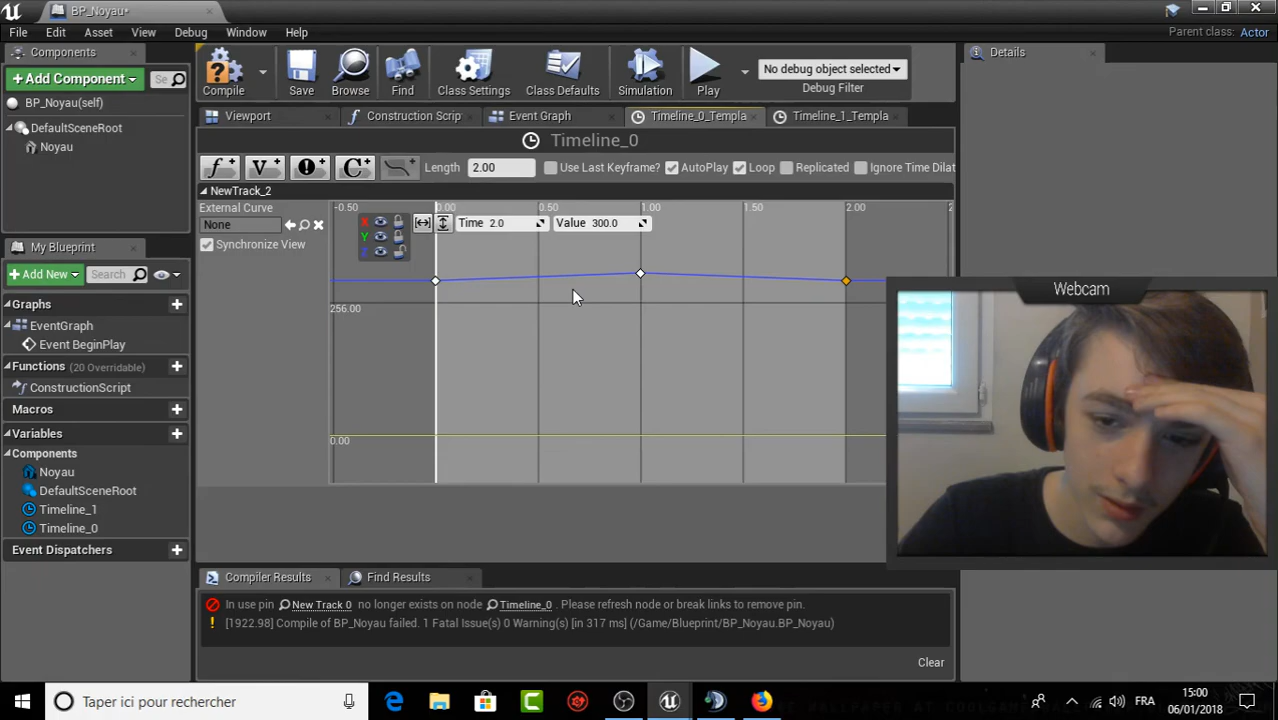 BP_Noyau*
File Edit Asset View Debug Window Help
Parent class: Actor
Components
+Add Component
Se
BP_Noyau(self)
DefaultSceneRoot
Noyau
Compile Save Browse Find Class Settings Class Defaults Simulation Play
No debug object selected
Debug Filter
Details
Viewport Construction Scrip Event Graph Timeline_0_Templa Timeline_1_Templa
Timeline_0
Length 2.00 Use Last Keyframe? AutoPlay Loop Replicated Ignore Time Dilat
NewTrack_2
External Curve
None
Synchronize View
-0.50 0.00 0.50 1.00 1.50 2.00 2
X
Y
Z
Time 2.0 Value 300.0
256.00
0.00
My Blueprint
+Add New
Search
Graphs
EventGraph
Event BeginPlay
Functions (20 Overridable)
ConstructionScript
Macros
Variables
Components
Noyau
DefaultSceneRoot
Timeline_1
Timeline_0
Event Dispatchers
Webcam
Compiler Results Find Results
In use pin New Track 0 no longer exists on node Timeline_0 . Please refresh node or break links to remove pin.
[1922.98] Compile of BP_Noyau failed. 1 Fatal Issue(s) 0 Warning(s) [in 317 ms] (/Game/Blueprint/BP_Noyau.BP_Noyau)
Clear
Taper ici pour rechercher
FRA
15:00
06/01/2018